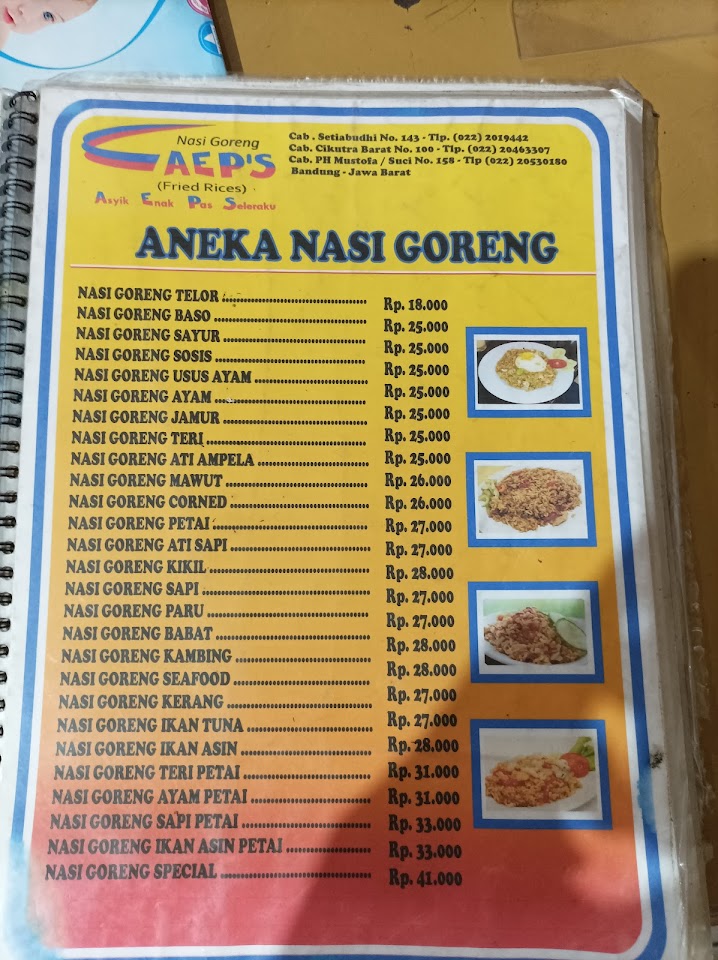 Nasi Goreng
CAEP'S
(Fried Rices)
Asyik Enak Pas Seleraku
Cab . Setiabudhi No. 143 - Tlp. (022) 2019442
Cab. Cikutra Barat No. 100 - Tlp. (022) 20463307
Cab. PH Mustofa / Suci No. 158 - Tlp (022) 20530180
Bandung - Jawa Barat
ANEKA NASI GORENG
NASI GORENG TELOR
NASI GORENG BASO
NASI GORENG SAYUR
NASI GORENG SOSIS
NASI GORENG USUS AYAM
NASI GORENG AYAM
NASI GORENG JAMUR
NASI GORENG TERI
NASI GORENG ATI AMPELA
NASI GORENG MAWUT
NASI GORENG CORNED
NASI GORENG PETAI
NASI GORENG ATI SAPI
NASI GORENG KIKIL
NASI GORENG SAPI
NASI GORENG PARU
NASI GORENG BABAT
NASI GORENG KAMBING
NASI GORENG SEAFOOD
NASI GORENG KERANG
NASI GORENG IKAN TUNA
NASI GORENG IKAN ASIN
NASI GORENG TERI PETAI
NASI GORENG AYAM PETAI
NASI GORENG SAPI PETAI
NASI GORENG IKAN ASIN PETAI
NASI GORENG SPECIAL
Rp. 18.000
Rp. 25.000
Rp. 25.000
Rp. 25.000
Rp. 25.000
Rp. 25.000
Rp. 25.000
Rp. 25.000
Rp. 26.000
Rp. 26.000
Rp. 27.000
Rp. 27.000
Rp. 28.000
Rp. 27.000
Rp. 27.000
Rp. 28.000
Rp. 28.000
Rp. 27.000
Rp. 27.000
Rp. 28.000
Rp. 31.000
Rp. 31.000
Rp. 33.000
Rp. 33.000
Rp. 41.000